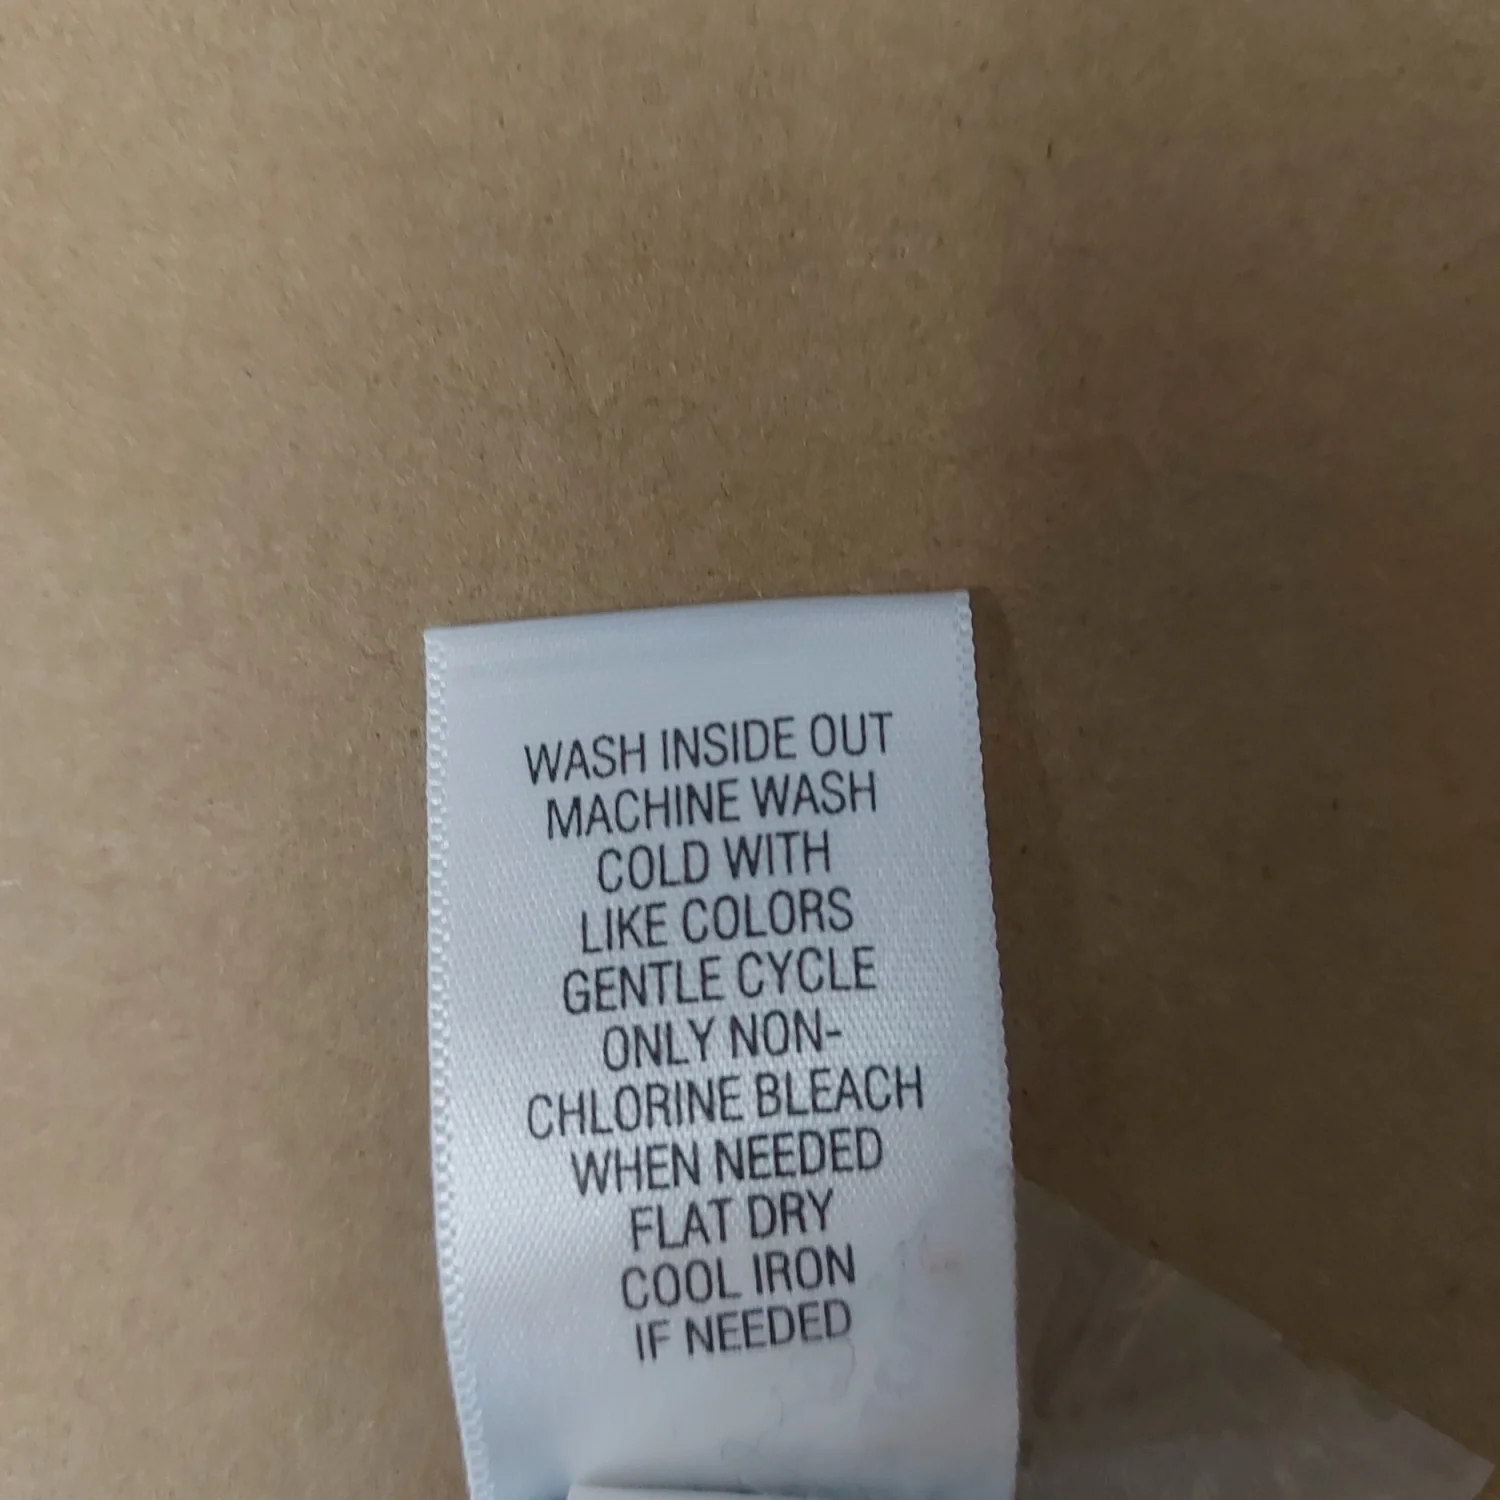 WASH INSIDE OUT
MACHINE WASH
COLD WITH
LIKE COLORS
GENTLE CYCLE
ONLY NON-
CHLORINE BLEACH
WHEN NEEDED
FLAT DRY
COOL IRON
IF NEEDED